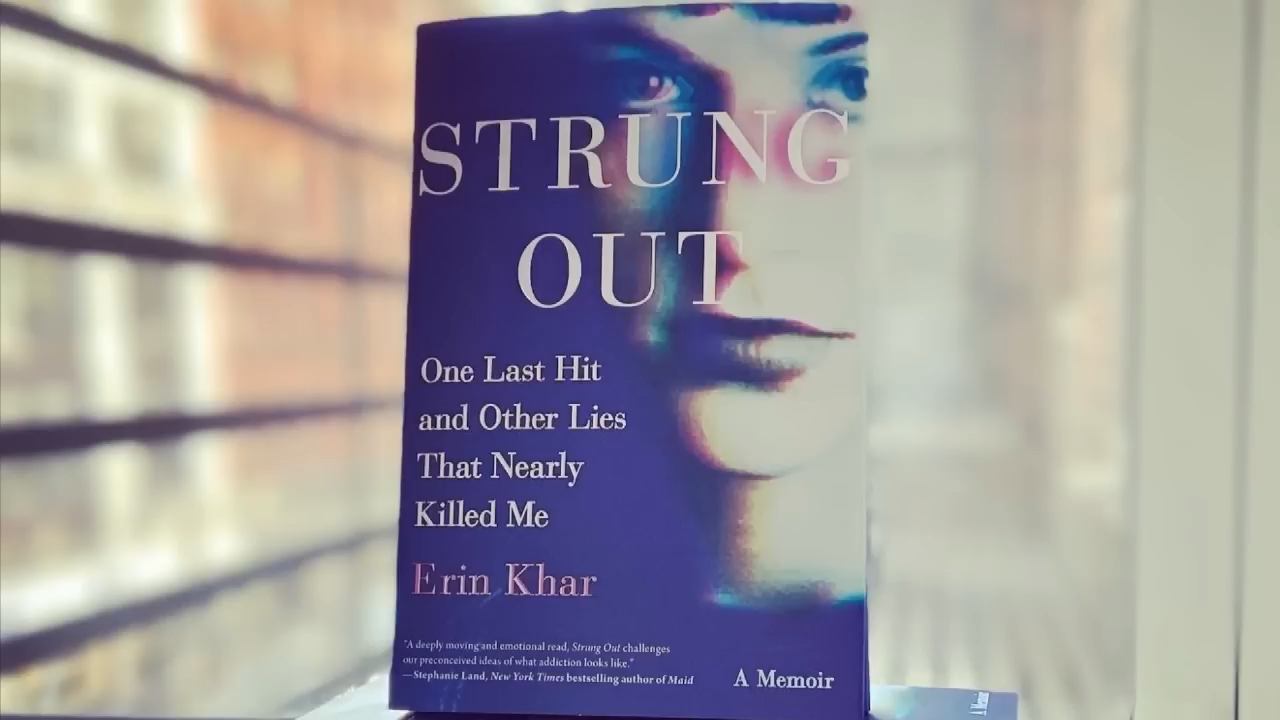 STRUNG
OUT
One Last Hit
and Other Lies
That Nearly
Killed Me
Erin Khar
"A deeply moving and emotional read, Strung Out challenges
our preconceived ideas of what addiction looks like."
—Stephanie Land, New York Times bestselling author of Maid
A Memoir
A Memoir